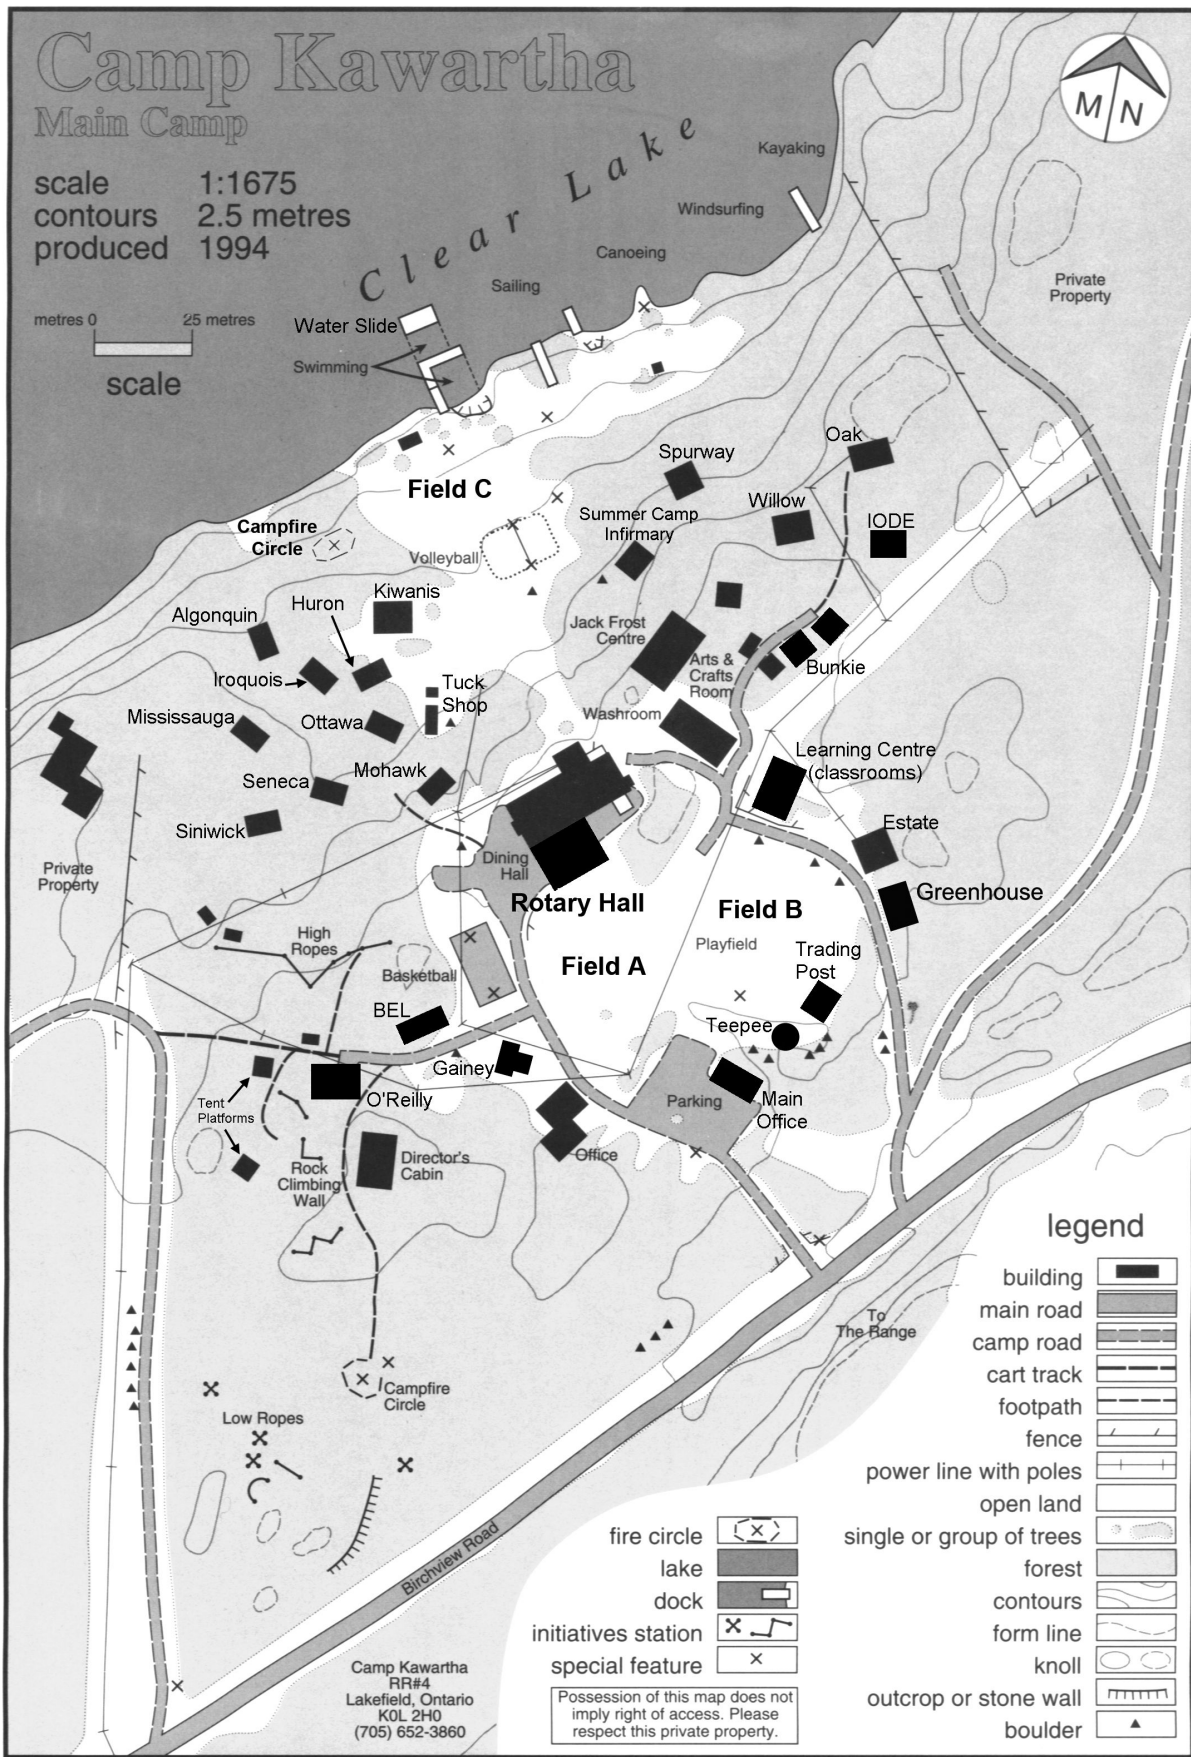 Camp Kawartha
Main Camp
scale 1:1675
contours 2.5 metres
produced 1994
metres 0 25 metres
scale
M N
Clear Lake
Kayaking
Windsurfing
Canoeing
Sailing
Water Slide
Swimming
Private
Property
Field C
Campfire
Circle
Volleyball
Spurway
Oak
Willow
Summer Camp
Infirmary
IODE
Kiwanis
Huron
Algonquin
Iroquois
Jack Frost
Centre
Arts &
Crafts
Room
Bunkie
Tuck
Shop
Washroom
Mississauga
Ottawa
Seneca
Mohawk
Siniwick
Learning Centre
(classrooms)
Estate
Greenhouse
Private
Property
Dining
Hall
Rotary Hall
Field B
Playfield
Field A
High
Ropes
Basketball
Trading
Post
BEL
Teepee
Gainey
O'Reilly
Tent
Platforms
Parking
Main
Office
Office
Rock
Climbing
Wall
Director's
Cabin
To
The Range
Campfire
Circle
Low Ropes
Birchview Road
legend
building
main road
camp road
cart track
footpath
fence
power line with poles
open land
single or group of trees
forest
contours
form line
knoll
outcrop or stone wall
boulder
fire circle
lake
dock
initiatives station
special feature
Camp Kawartha
RR#4
Lakefield, Ontario
K0L 2H0
(705) 652-3860
Possession of this map does not
imply right of access. Please
respect this private property.